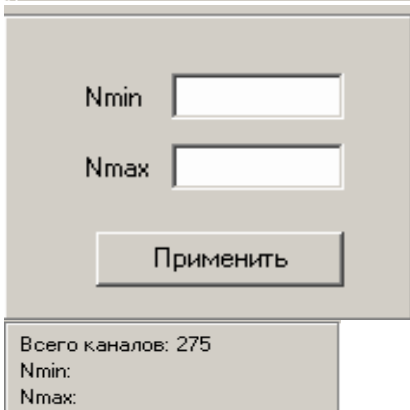 Nmin
Nmax
Применить
Всего каналов: 275
Nmin:
Nmax: